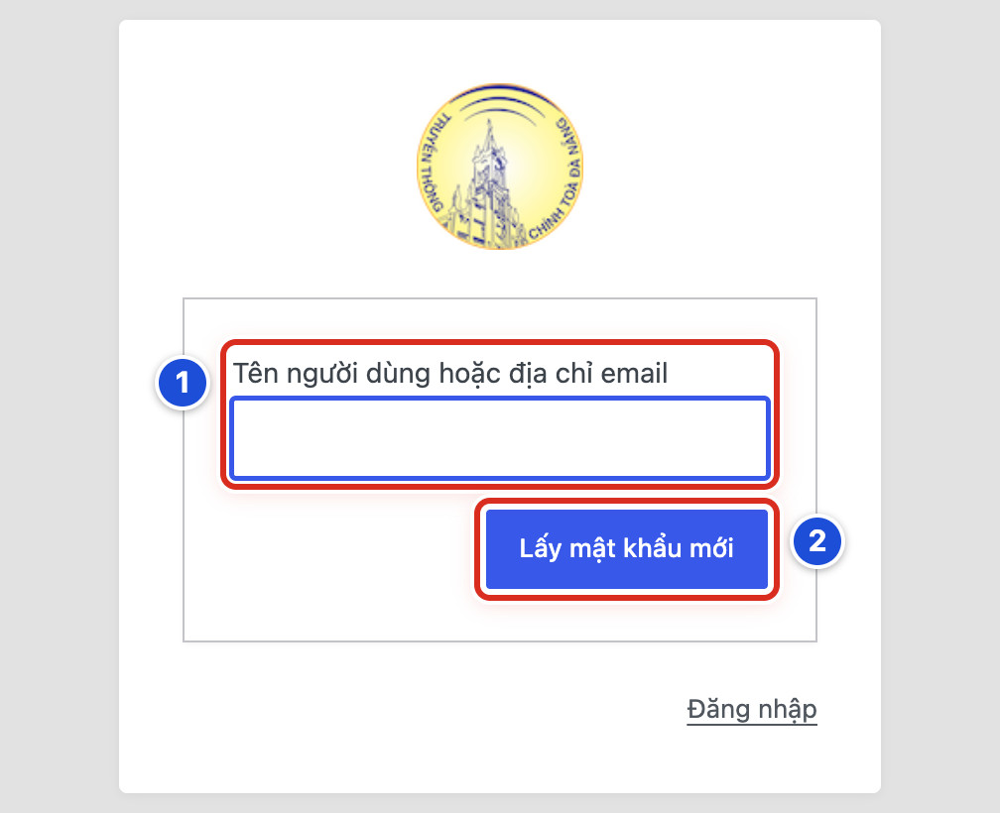 TRUYỀN THÔNG
CHÍNH TOÀ ĐÀ NẴNG
1
Tên người dùng hoặc địa chỉ email
Lấy mật khẩu mới
2
Đăng nhập